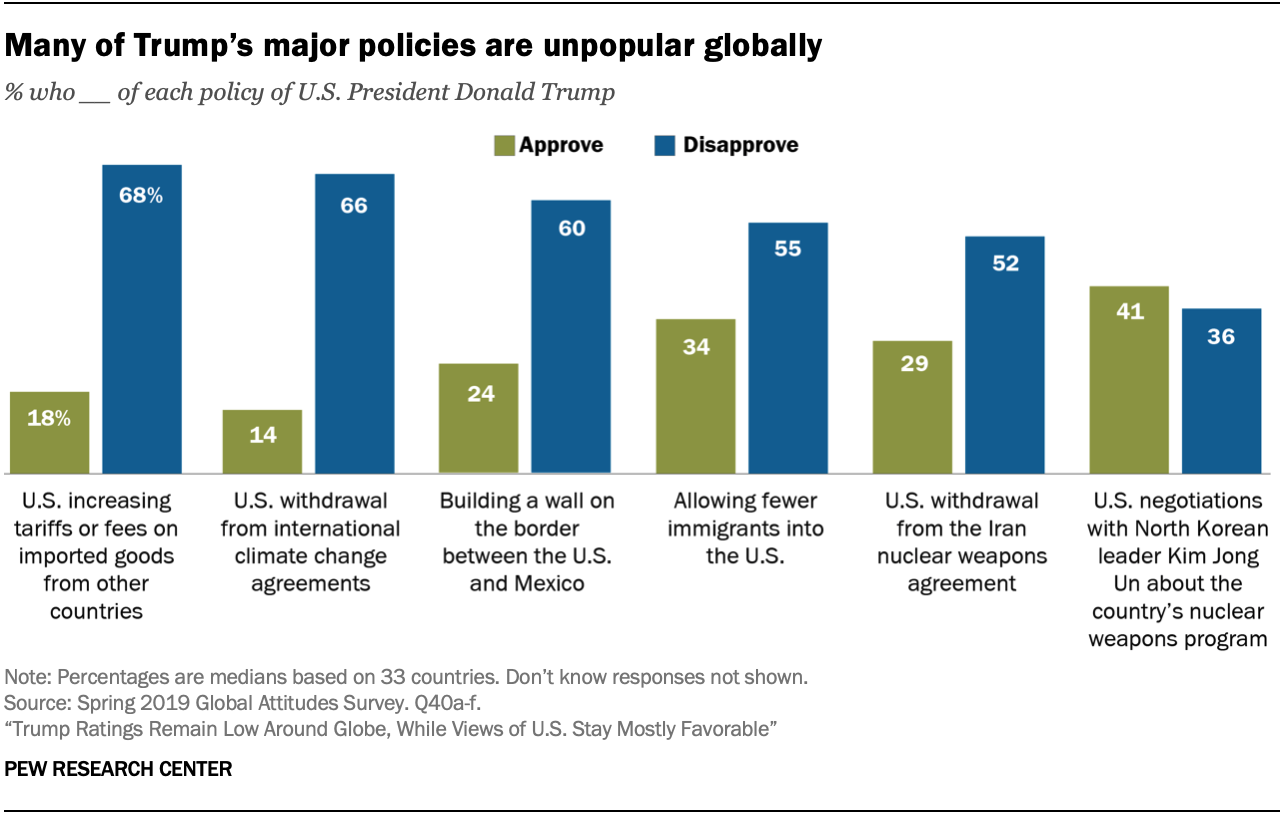 Many of Trump’s major policies are unpopular globally
% who __ of each policy of U.S. President Donald Trump
Approve
Disapprove
18%
68%
14
66
24
60
34
55
29
52
41
36
U.S. increasing
tariffs or fees on
imported goods
from other
countries
U.S. withdrawal
from international
climate change
agreements
Building a wall on
the border
between the U.S.
and Mexico
Allowing fewer
immigrants into
the U.S.
U.S. withdrawal
from the Iran
nuclear weapons
agreement
U.S. negotiations
with North Korean
leader Kim Jong
Un about the
country’s nuclear
weapons program
Note: Percentages are medians based on 33 countries. Don’t know responses not shown.
Source: Spring 2019 Global Attitudes Survey. Q40a-f.
“Trump Ratings Remain Low Around Globe, While Views of U.S. Stay Mostly Favorable”
PEW RESEARCH CENTER